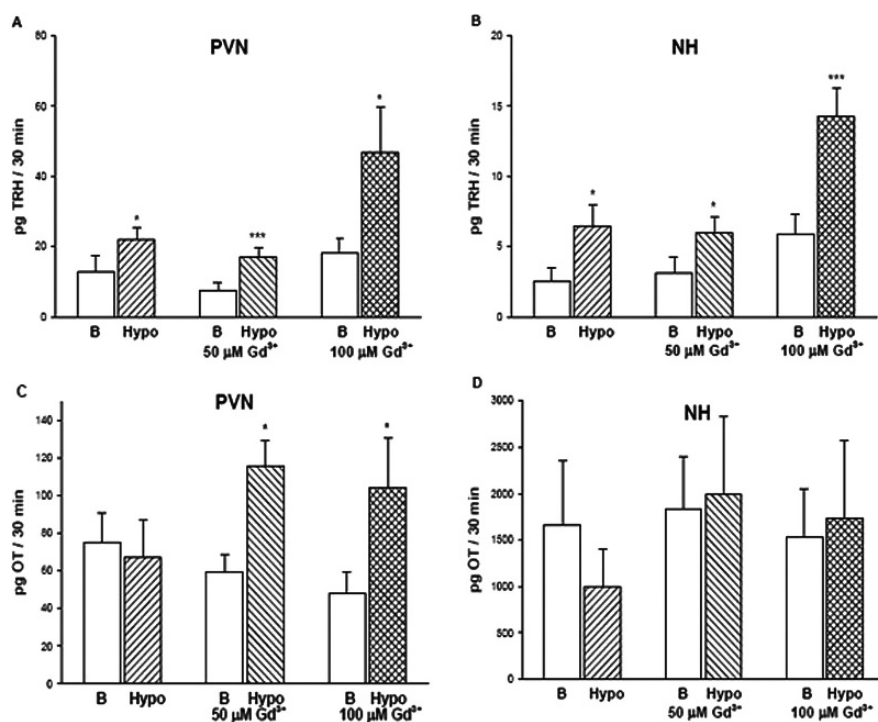 A
PVN
pg TRH / 30 min
80
60
40
20
0
*
***
*
B Hypo B Hypo B Hypo
50 µM Gd³⁺ 100 µM Gd³⁺
B
NH
pg TRH / 30 min
20
15
10
5
0
*
*
***
B Hypo B Hypo B Hypo
50 µM Gd³⁺ 100 µM Gd³⁺
C
PVN
pg OT / 30 min
140
120
100
80
60
40
20
0
*
*
B Hypo B Hypo B Hypo
50 µM Gd³⁺ 100 µM Gd³⁺
D
NH
pg OT / 30 min
3000
2500
2000
1500
1000
500
0
B Hypo B Hypo B Hypo
50 µM Gd³⁺ 100 µM Gd³⁺